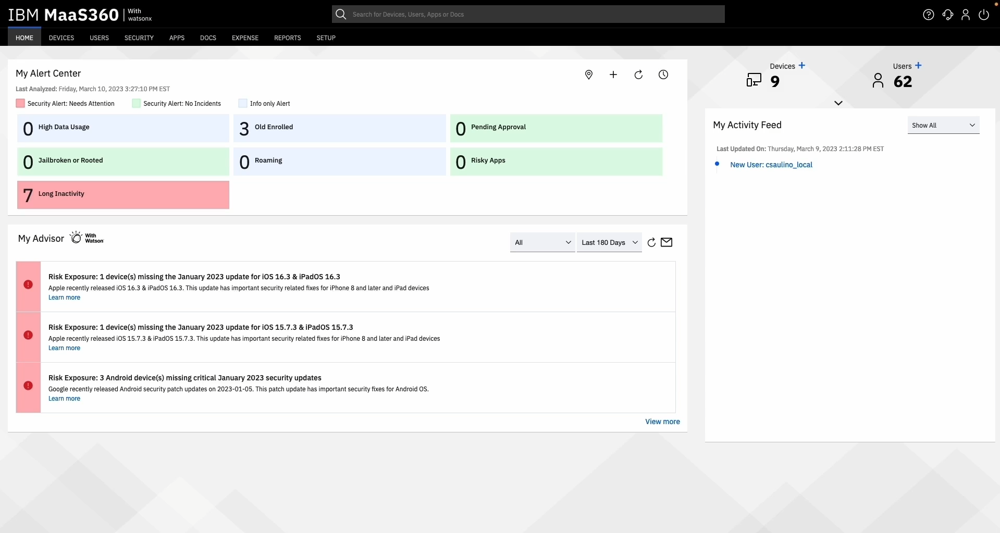 IBM MaaS360 With watsonx
Search for Devices, Users, Apps or Docs
HOME DEVICES USERS SECURITY APPS DOCS EXPENSE REPORTS SETUP
My Alert Center
Last Analyzed: Friday, March 10, 2023 3:27:10 PM EST
Security Alert: Needs Attention Security Alert: No Incidents Info only Alert
0 High Data Usage
3 Old Enrolled
0 Pending Approval
0 Jailbroken or Rooted
0 Roaming
0 Risky Apps
7 Long Inactivity
My Advisor With Watson
All Last 180 Days
Risk Exposure: 1 device(s) missing the January 2023 update for iOS 16.3 & iPadOS 16.3
Apple recently released iOS 16.3 & iPadOS 16.3. This update has important security related fixes for iPhone 8 and later and iPad devices
Learn more
Risk Exposure: 1 device(s) missing the January 2023 update for iOS 15.7.3 & iPadOS 15.7.3
Apple recently released iOS 15.7.3 & iPadOS 15.7.3. This update has important security related fixes for iPhone 8 and later and iPad devices
Learn more
Risk Exposure: 3 Android device(s) missing critical January 2023 security updates
Google recently released Android security patch updates on 2023-01-05. This patch update has important security fixes for Android OS.
Learn more
View more
Devices +
9
Users +
62
My Activity Feed
Show All
Last Updated On: Thursday, March 9, 2023 2:11:28 PM EST
New User: csaulino_local